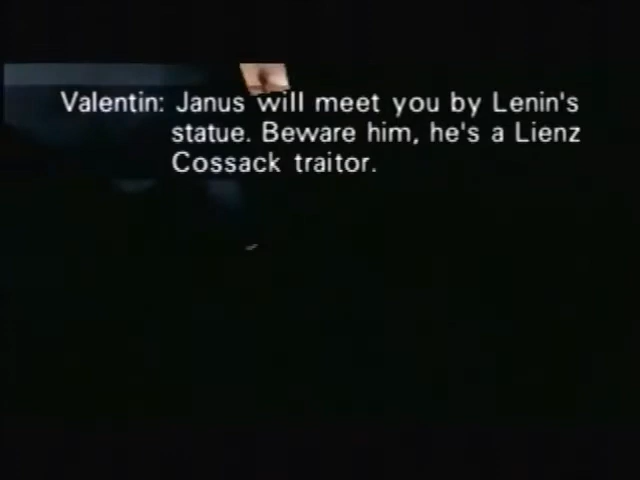 Valentin: Janus will meet you by Lenin's
statue. Beware him, he's a Lienz
Cossack traitor.